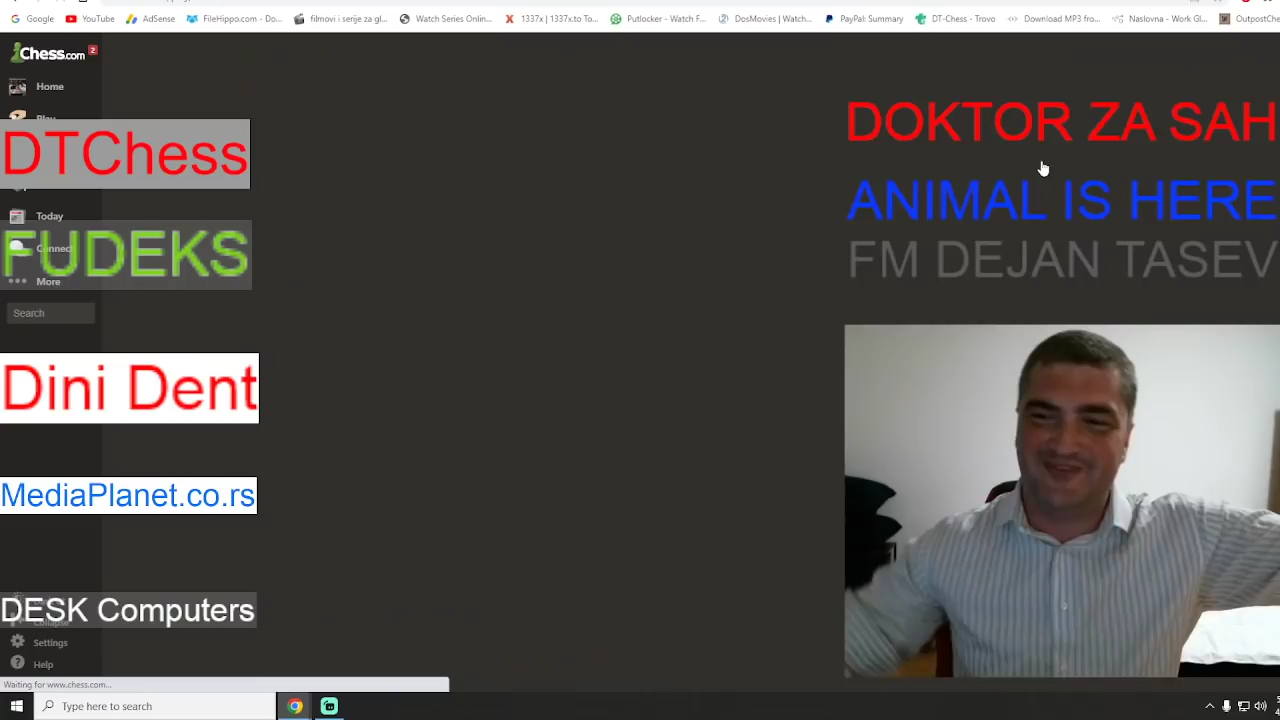 Google
YouTube
AdSense
FileHippo.com - Do...
filmovi i serije za gl...
Watch Series Onlin...
1337x | 1337x.to To...
Putlocker - Watch F...
DosMovies | Watch...
PayPal: Summary
DT-Chess - Trovo
Download MP3 fro...
Naslovna - Work Gl...
OutpostChe
Chess.com
2
Home
DTChess
Today
FUDEKS
Connect
More
Search
Dini Dent
MediaPlanet.co.rs
DESK Computers
Collapse
Settings
Help
DOKTOR ZA SAH
ANIMAL IS HERE
FM DEJAN TASEV
Waiting for www.chess.com...
Type here to search